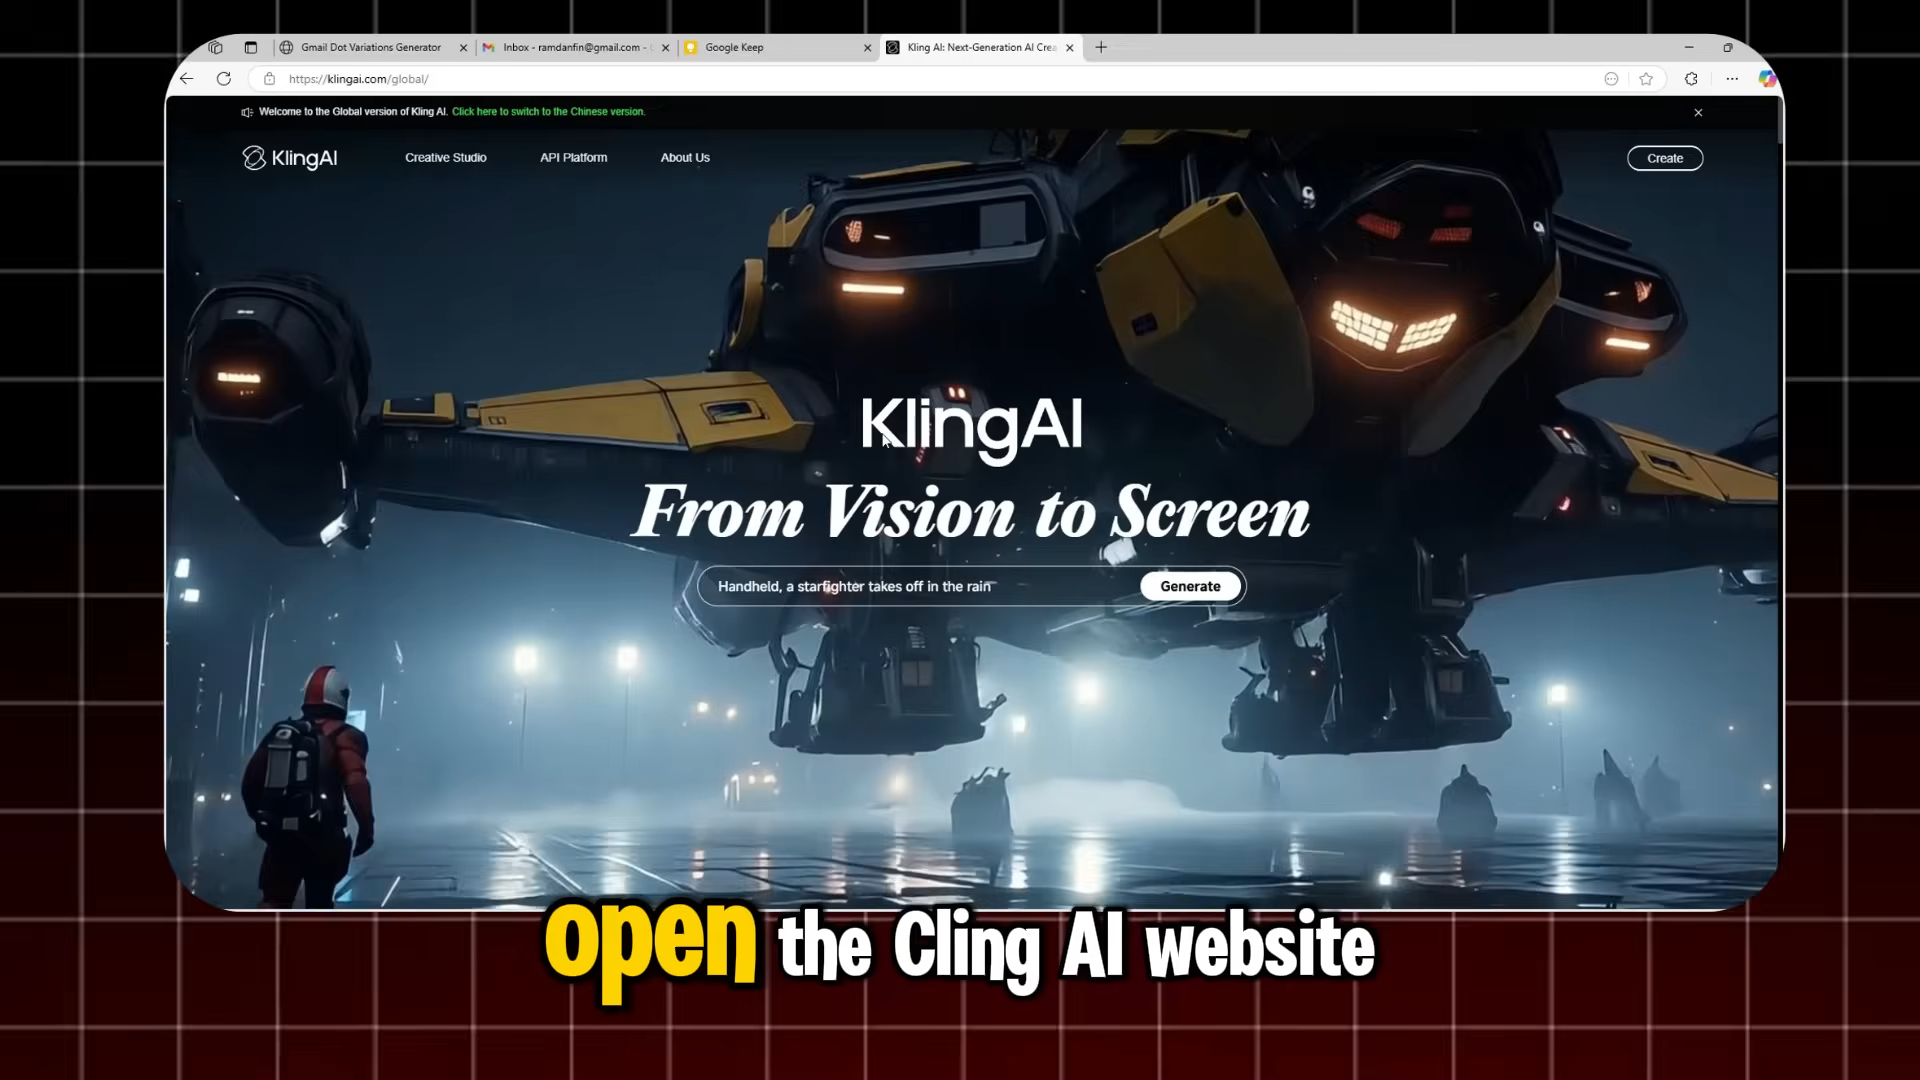 Gmail Dot Variations Generator
Inbox - ramdanfin@gmail.com -
Google Keep
Kling AI: Next-Generation AI Crea
https://klingai.com/global/
Welcome to the Global version of Kling AI. Click here to switch to the Chinese version.
KlingAI
Creative Studio
API Platform
About Us
Create
KlingAI
From Vision to Screen
Handheld, a starfighter takes off in the rain
Generate
open the Cling AI website